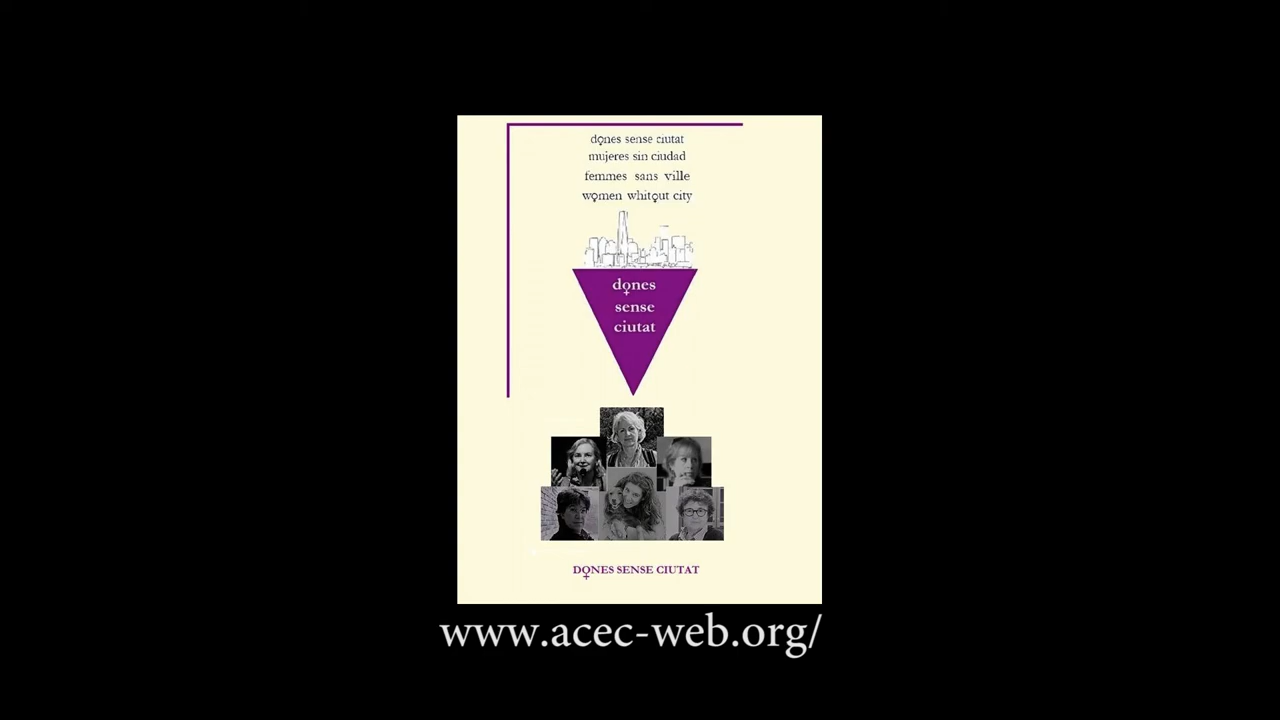 dones sense ciutat
mujeres sin ciudad
femmes sans ville
women whitout city
dones
sense
ciutat
DONES SENSE CIUTAT
www.acec-web.org/